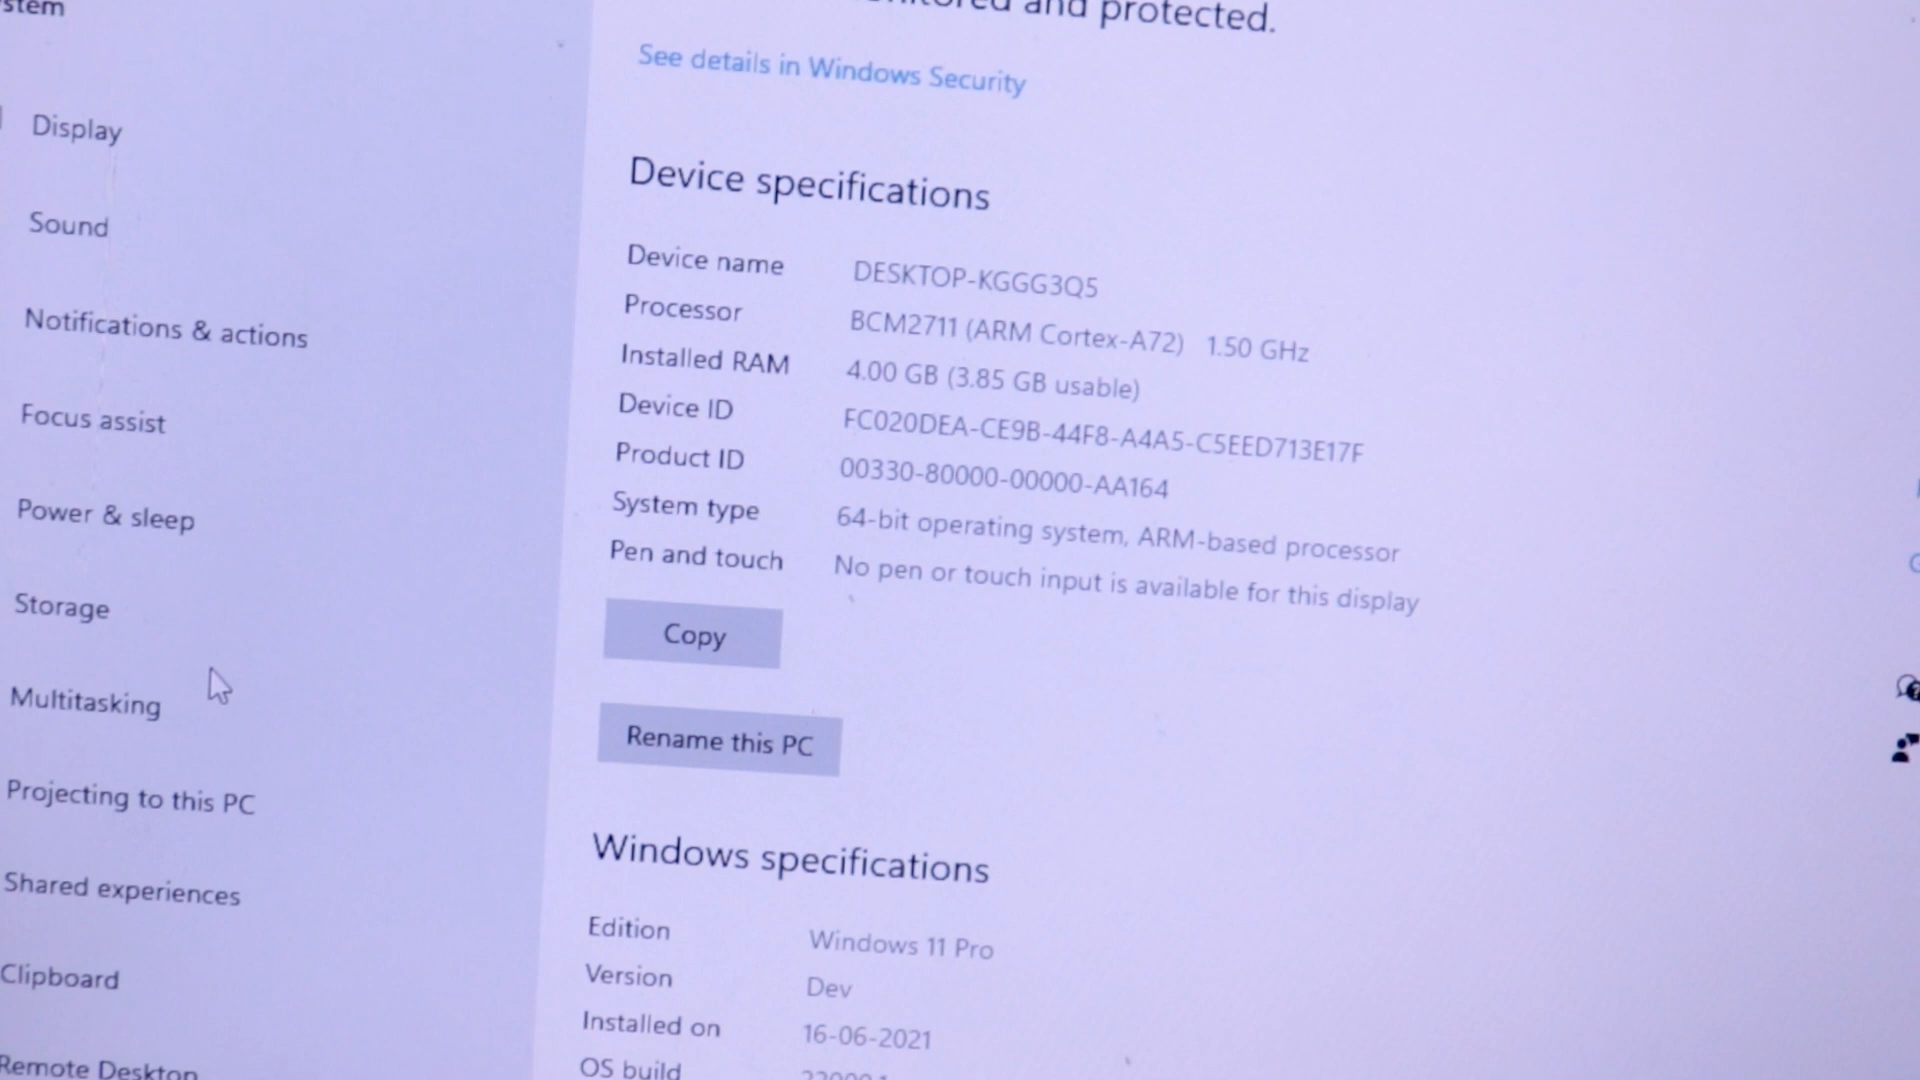 and protected.
See details in Windows Security
Display
Sound
Notifications & actions
Focus assist
Power & sleep
Storage
Multitasking
Projecting to this PC
Shared experiences
Clipboard
Remote Desktop
Device specifications
Device name DESKTOP-KGGG3Q5
Processor BCM2711 (ARM Cortex-A72) 1.50 GHz
Installed RAM 4.00 GB (3.85 GB usable)
Device ID FC020DEA-CE9B-44F8-A4A5-C5EED713E17F
Product ID 00330-80000-00000-AA164
System type 64-bit operating system, ARM-based processor
Pen and touch No pen or touch input is available for this display
Copy
Rename this PC
Windows specifications
Edition Windows 11 Pro
Version Dev
Installed on 16-06-2021
OS build